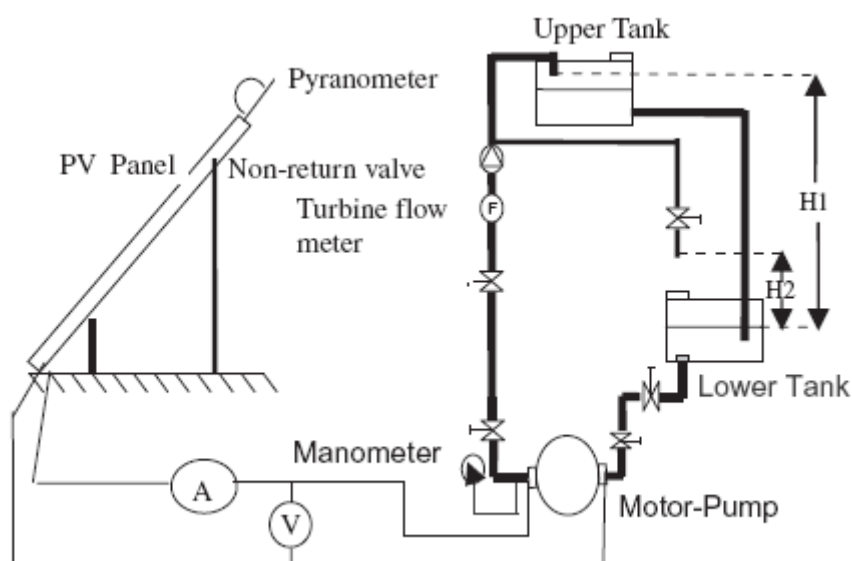 Upper Tank
Pyranometer
PV Panel
Non-return valve
Turbine flow
meter
F
H1
H2
Lower Tank
Manometer
A
V
Motor-Pump